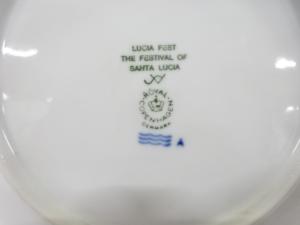 LUCIA FEST
THE FESTIVAL OF
SANTA LUCIA
ROYAL
COPENHAGEN
DENMARK
A